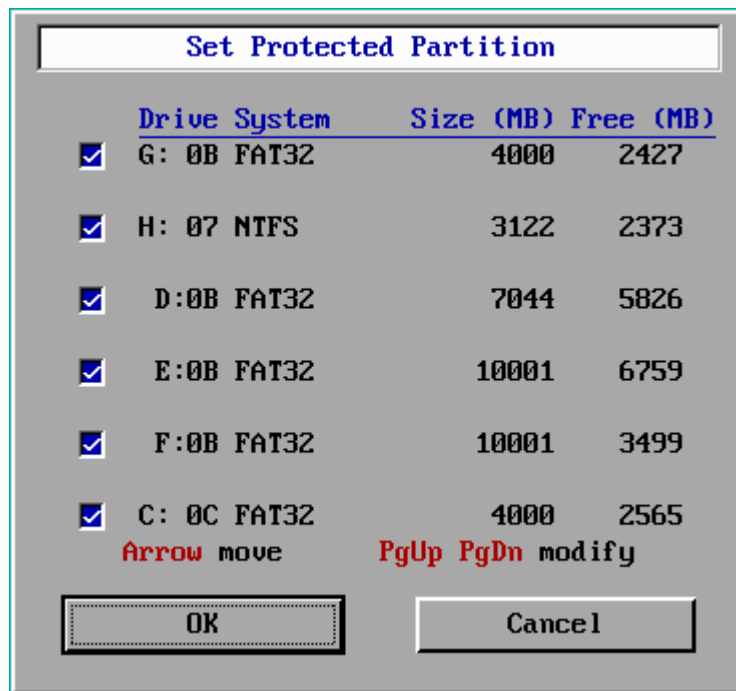 Set Protected Partition
Drive System Size (MB) Free (MB)
G: 0B FAT32 4000 2427
H: 07 NTFS 3122 2373
D:0B FAT32 7044 5826
E:0B FAT32 10001 6759
F:0B FAT32 10001 3499
C: 0C FAT32 4000 2565
Arrow move PgUp PgDn modify
OK Cancel